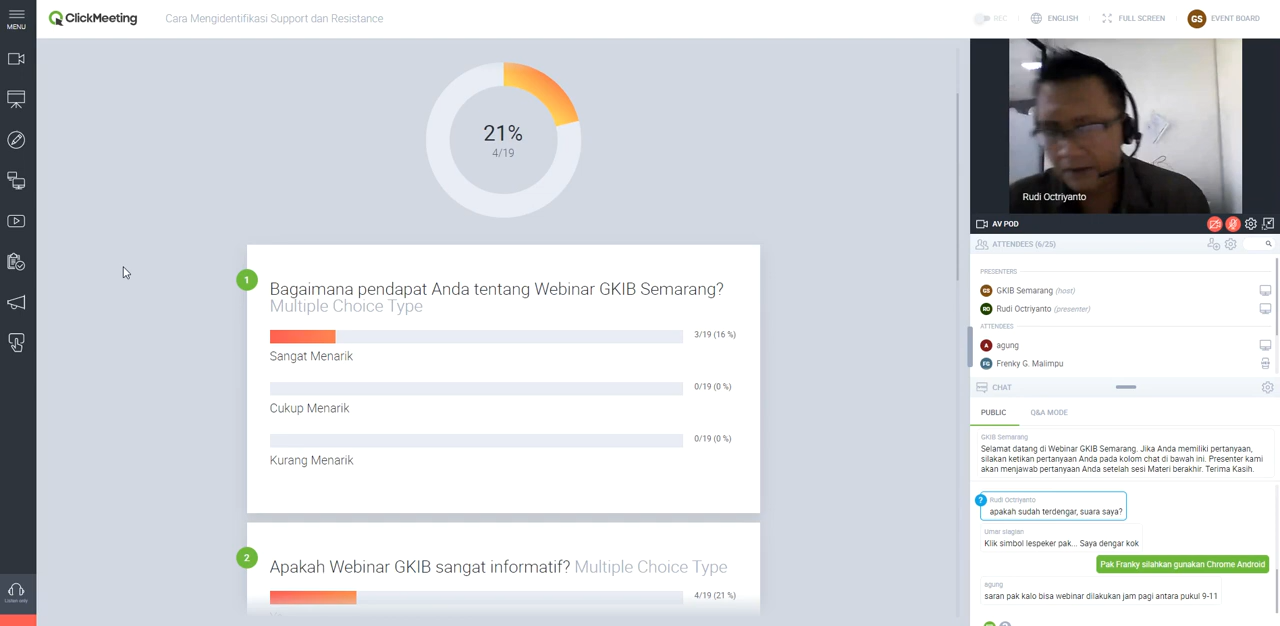 MENU
ClickMeeting
Cara Mengidentifikasi Support dan Resistance
REC
ENGLISH
FULL SCREEN
GS
EVENT BOARD
21%
4/19
1
Bagaimana pendapat Anda tentang Webinar GKIB Semarang?
Multiple Choice Type
3/19 (16 %)
Sangat Menarik
0/19 (0 %)
Cukup Menarik
0/19 (0 %)
Kurang Menarik
2
Apakah Webinar GKIB sangat informatif? Multiple Choice Type
4/19 (21 %)
Listen only
Rudi Octriyanto
AV POD
ATTENDEES (6/25)
PRESENTERS
GS GKIB Semarang (host)
RO Rudi Octriyanto (presenter)
ATTENDEES
A agung
FG Frenky G. Malimpu
CHAT
PUBLIC
Q&A MODE
GKIB Semarang
Selamat datang di Webinar GKIB Semarang. Jika Anda memiliki pertanyaan,
silakan ketikan pertanyaan Anda pada kolom chat di bawah ini. Presenter kami
akan menjawab pertanyaan Anda setelah sesi Materi berakhir. Terima Kasih.
?
Rudi Octriyanto
apakah sudah terdengar, suara saya?
Umar siagian
Klik simbol lespeker pak... Saya dengar kok
Pak Franky silahkan gunakan Chrome Android
agung
saran pak kalo bisa webinar dilakukan jam pagi antara pukul 9-11